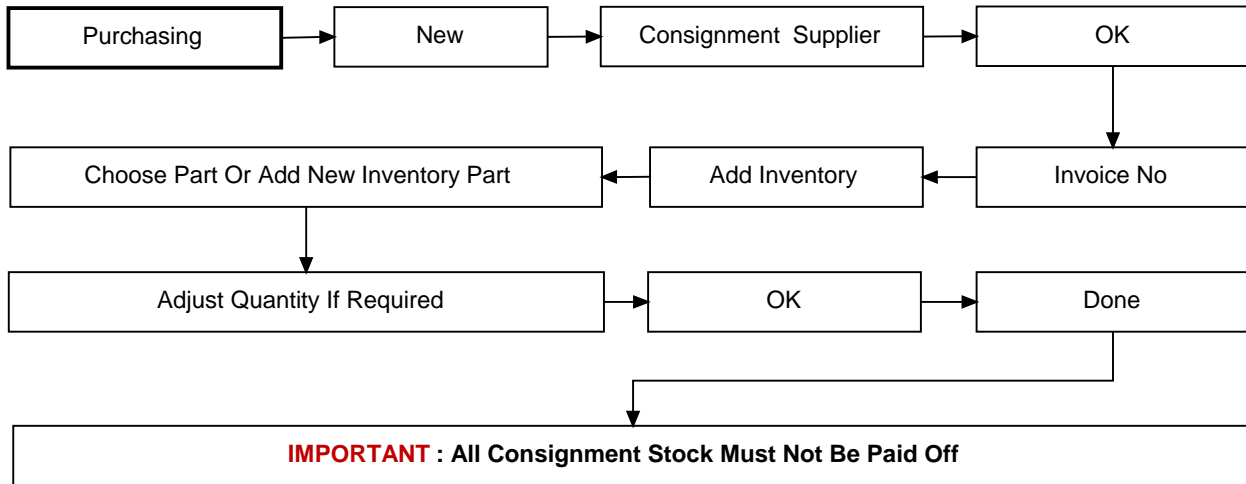 Purchasing
New
Consignment Supplier
OK
Invoice No
Add Inventory
Choose Part Or Add New Inventory Part
Adjust Quantity If Required
OK
Done
IMPORTANT : All Consignment Stock Must Not Be Paid Off